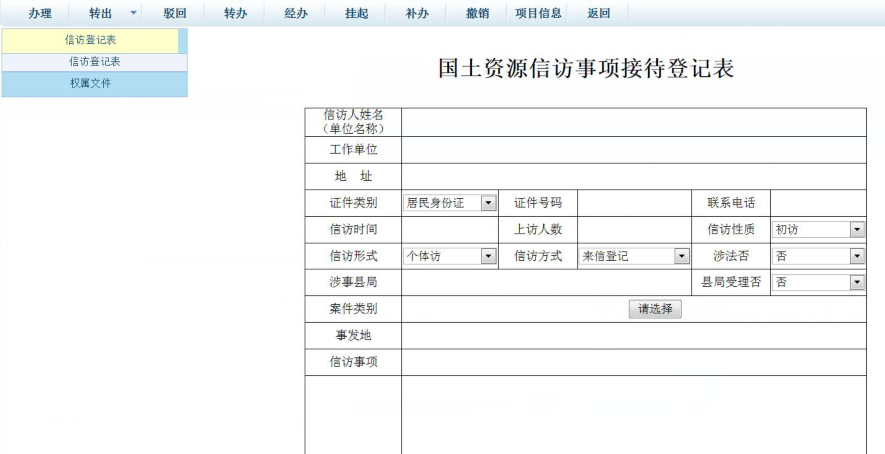 办理 转出 驳回 转办 经办 挂起 补办 撤销 项目信息 返回
信访登记表
信访登记表
权属文件
国土资源信访事项接待登记表
信访人姓名
（单位名称）
工作单位
地 址
证件类别 居民身份证 证件号码 联系电话
信访时间 上访人数 信访性质 初访
信访形式 个体访 信访方式 来信登记 涉法否 否
涉事县局 县局受理否 否
案件类别 请选择
事发地
信访事项